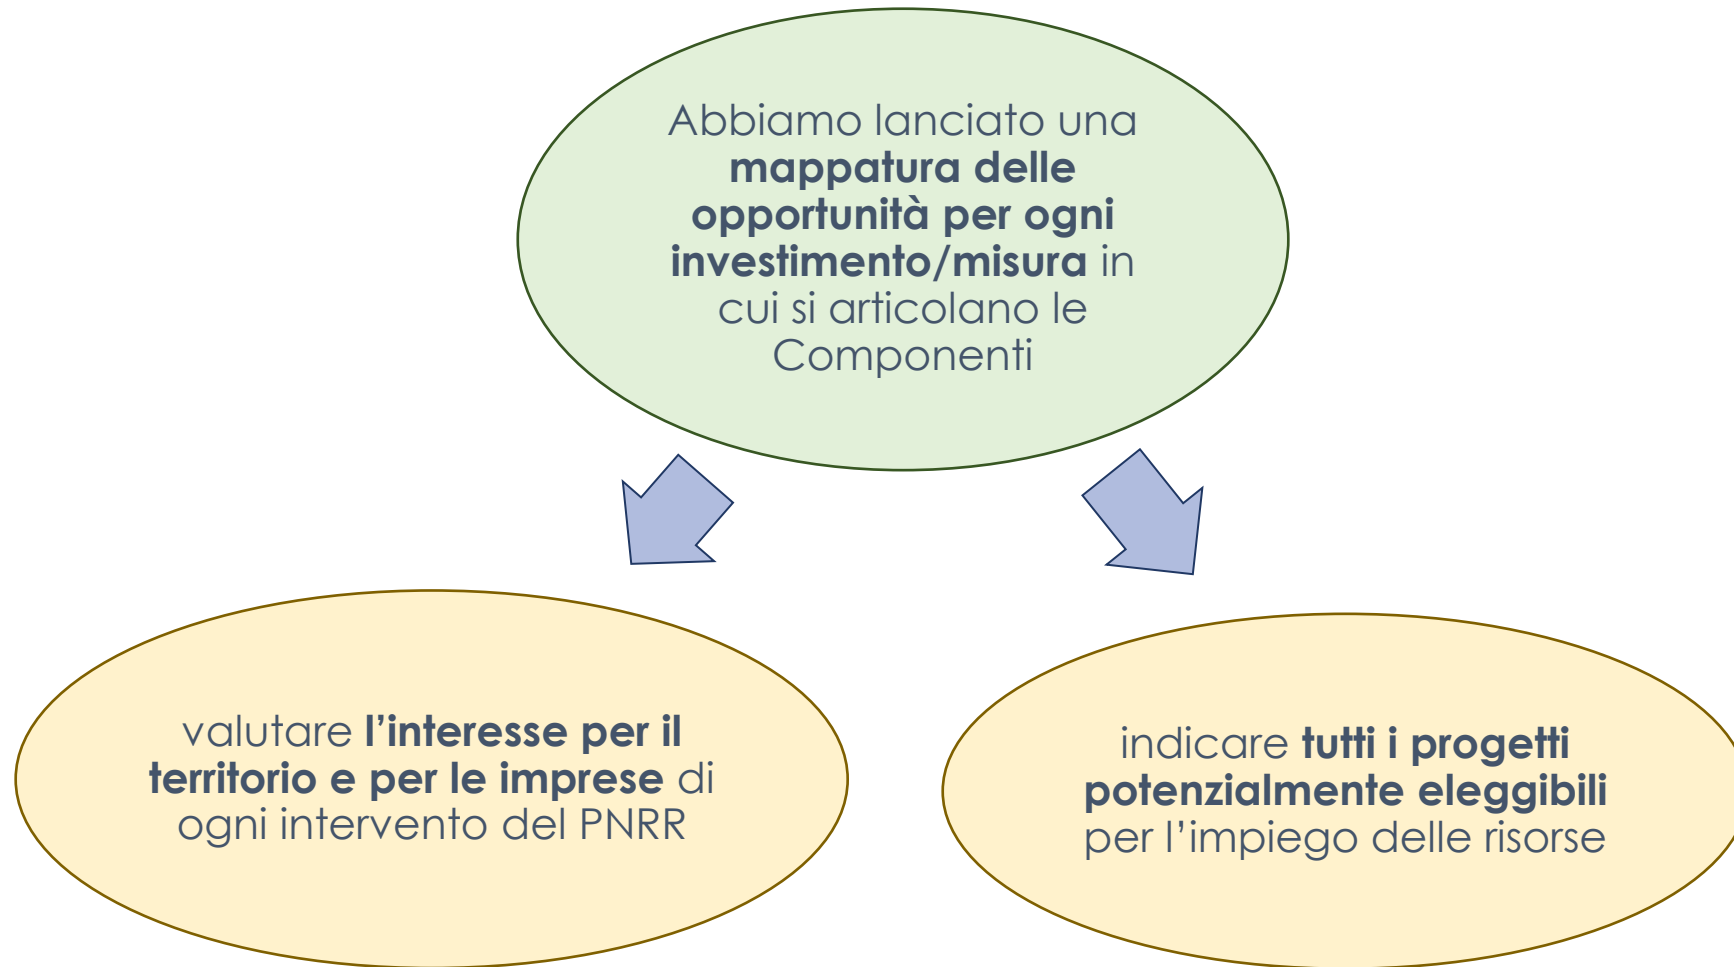 Abbiamo lanciato una
mappatura delle
opportunità per ogni
investimento/misura in
cui si articolano le
Componenti
valutare l’interesse per il
territorio e per le imprese di
ogni intervento del PNRR
indicare tutti i progetti
potenzialmente eleggibili
per l’impiego delle risorse